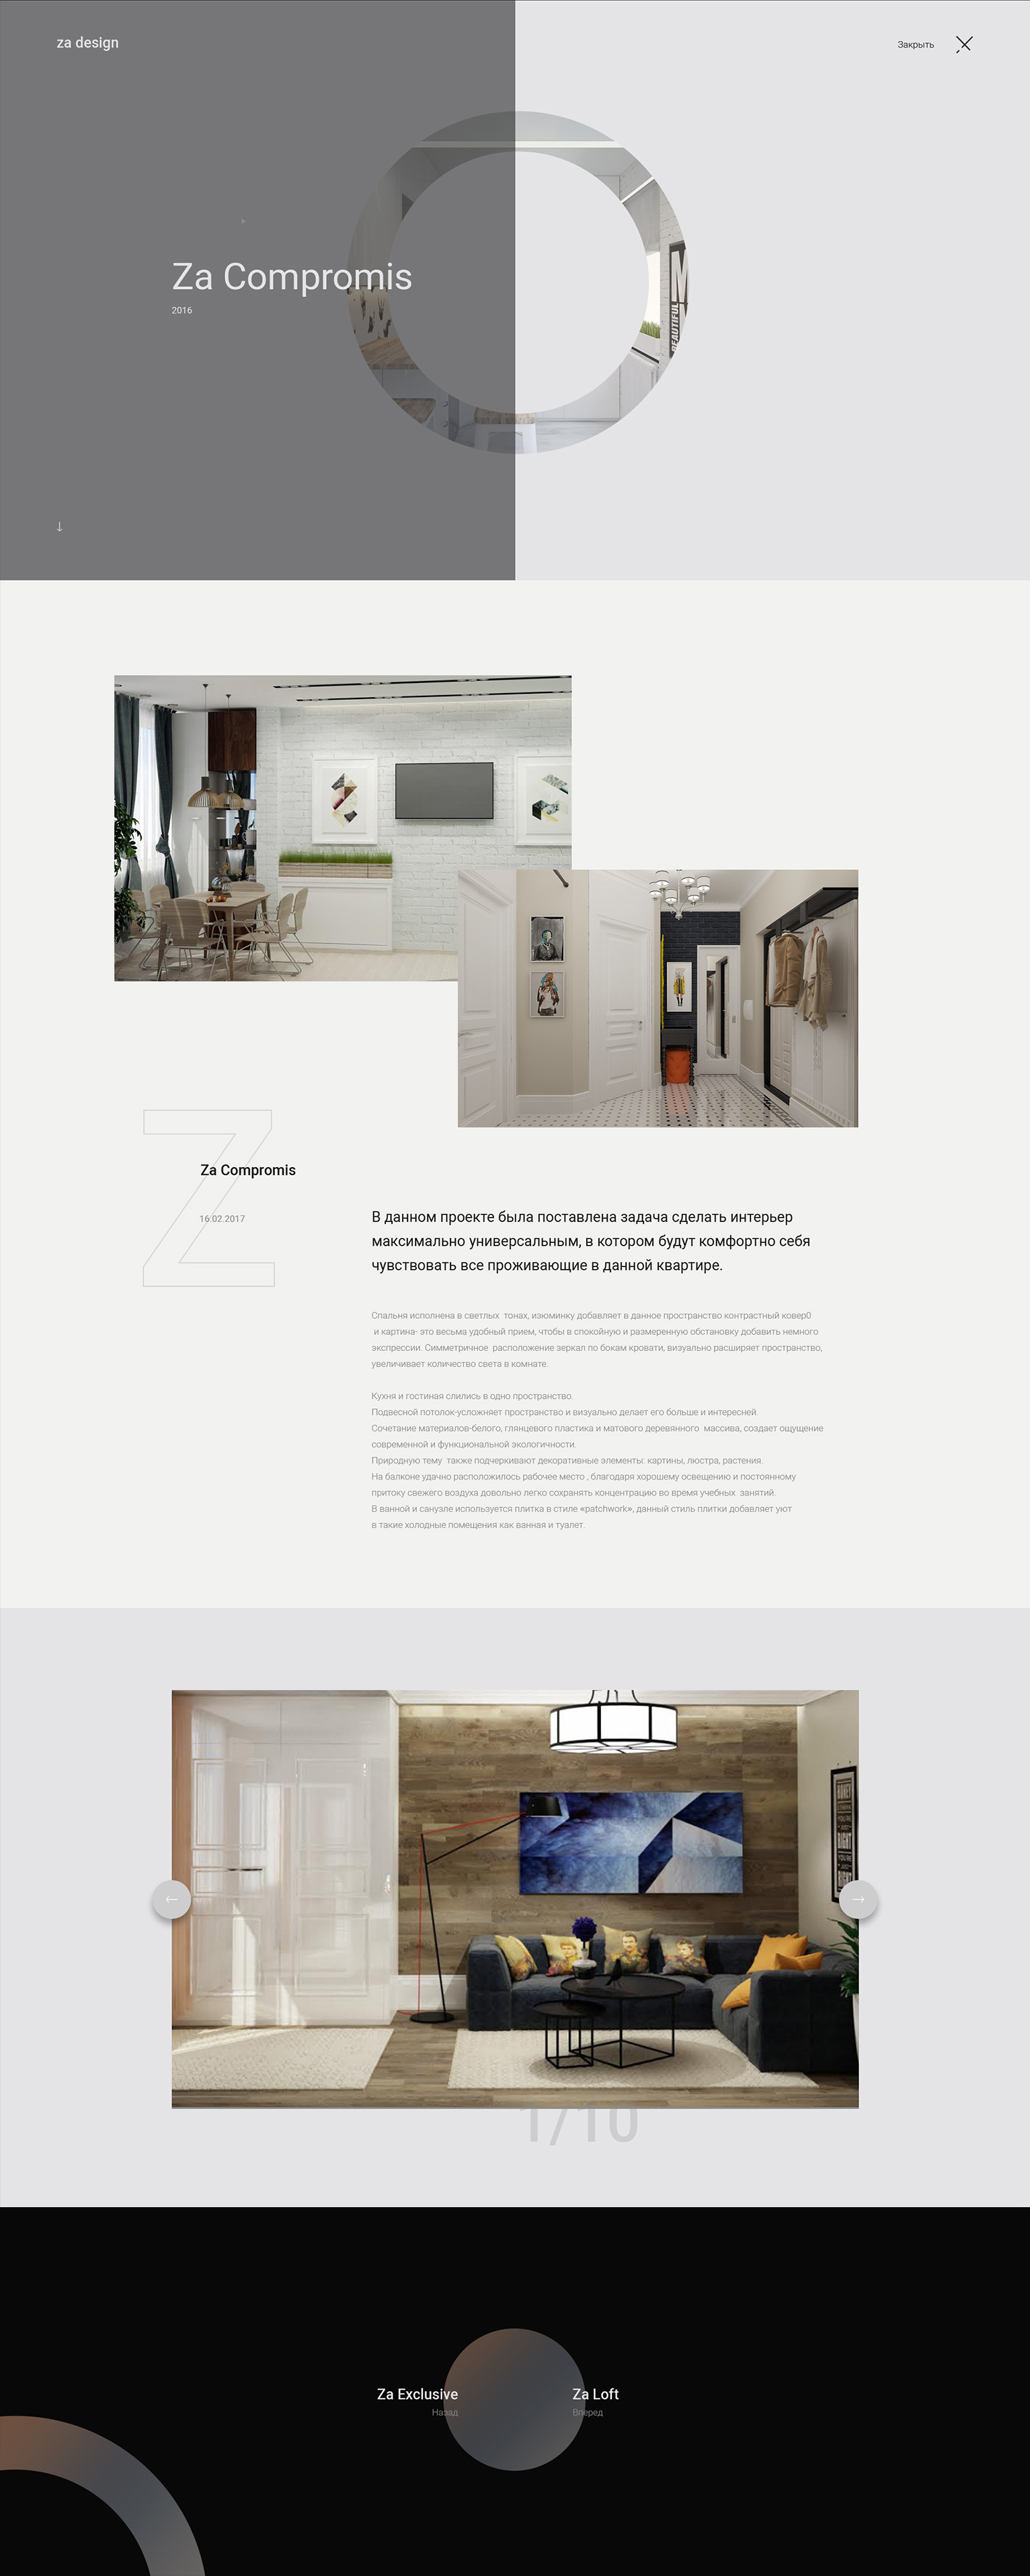 za design
Закрыть
Za Compromis
2016
BEAUTIFUL
Za Compromis
16.02.2017
В данном проекте была поставлена задача сделать интерьер
максимально универсальным, в котором будут комфортно себя
чувствовать все проживающие в данной квартире.
Спальня исполнена в светлых тонах, изюминку добавляет в данное пространство контрастный ковер0
и картина- это весьма удобный прием, чтобы в спокойную и размеренную обстановку добавить немного
экспрессии. Симметричное расположение зеркал по бокам кровати, визуально расширяет пространство,
увеличивает количество света в комнате.
Кухня и гостиная слились в одно пространство.
Подвесной потолок-усложняет пространство и визуально делает его больше и интересней.
Сочетание материалов-белого, глянцевого пластика и матового деревянного массива, создает ощущение
современной и функциональной экологичности.
Природную тему также подчеркивают декоративные элементы: картины, люстра, растения.
На балконе удачно расположилось рабочее место , благодаря хорошему освещению и постоянному
притоку свежего воздуха довольно легко сохранять концентрацию во время учебных занятий.
В ванной и санузле используется плитка в стиле «patchwork», данный стиль плитки добавляет уют
в такие холодные помещения как ванная и туалет.
Z
1/10
Za Exclusive
Назад
Za Loft
Вперед